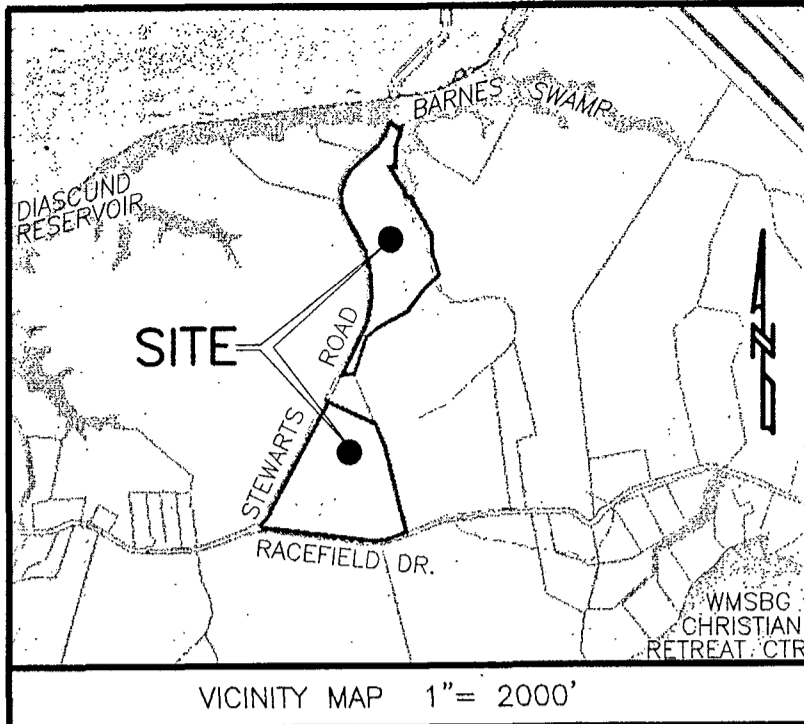 BARNES SWAMP
DIASCUND
RESERVOIR
SITE
STEWARTS ROAD
N
RACEFIELD DR.
WMSBG
CHRISTIAN
RETREAT CTR
VICINITY MAP 1"= 2000'